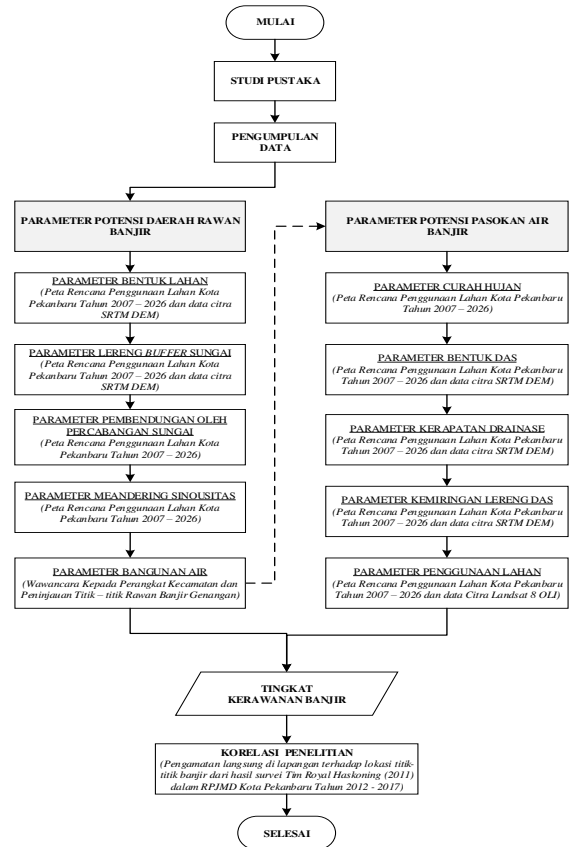 MULAI
STUDI PUSTAKA
PENGUMPULAN
DATA
PARAMETER POTENSI DAERAH RAWAN
BANJIR
PARAMETER BENTUK LAHAN
(Peta Rencana Penggunaan Lahan Kota
Pekanbaru Tahun 2007 – 2026 dan data citra
SRTM DEM)
PARAMETER LERENG BUFFER SUNGAI
(Peta Rencana Penggunaan Lahan Kota
Pekanbaru Tahun 2007 – 2026 dan data citra
SRTM DEM)
PARAMETER PEMBENDUNGAN OLEH
PERCABANGAN SUNGAI
(Peta Rencana Penggunaan Lahan Kota
Pekanbaru Tahun 2007 – 2026)
PARAMETER MEANDERING SINOUSITAS
(Peta Rencana Penggunaan Lahan Kota
Pekanbaru Tahun 2007 – 2026)
PARAMETER BANGUNAN AIR
(Wawancara Kepada Perangkat Kecamatan dan
Peninjauan Titik – titik Rawan Banjir Genangan)
PARAMETER POTENSI PASOKAN AIR
BANJIR
PARAMETER CURAH HUJAN
(Peta Rencana Penggunaan Lahan Kota Pekanbaru
Tahun 2007 – 2026)
PARAMETER BENTUK DAS
(Peta Rencana Penggunaan Lahan Kota Pekanbaru
Tahun 2007 – 2026 dan data citra SRTM DEM)
PARAMETER KERAPATAN DRAINASE
(Peta Rencana Penggunaan Lahan Kota Pekanbaru
Tahun 2007 – 2026 dan data citra SRTM DEM)
PARAMETER KEMIRINGAN LERENG DAS
(Peta Rencana Penggunaan Lahan Kota Pekanbaru
Tahun 2007 – 2026 dan data citra SRTM DEM)
PARAMETER PENGGUNAAN LAHAN
(Peta Rencana Penggunaan Lahan Kota Pekanbaru
Tahun 2007 – 2026 dan data Citra Landsat 8 OLI)
TINGKAT
KERAWANAN BANJIR
KORELASI PENELITIAN
(Pengamatan langsung di lapangan terhadap lokasi titik-
titik banjir dari hasil survei Tim Royal Haskoning (2011)
dalam RPJMD Kota Pekanbaru Tahun 2012 - 2017)
SELESAI